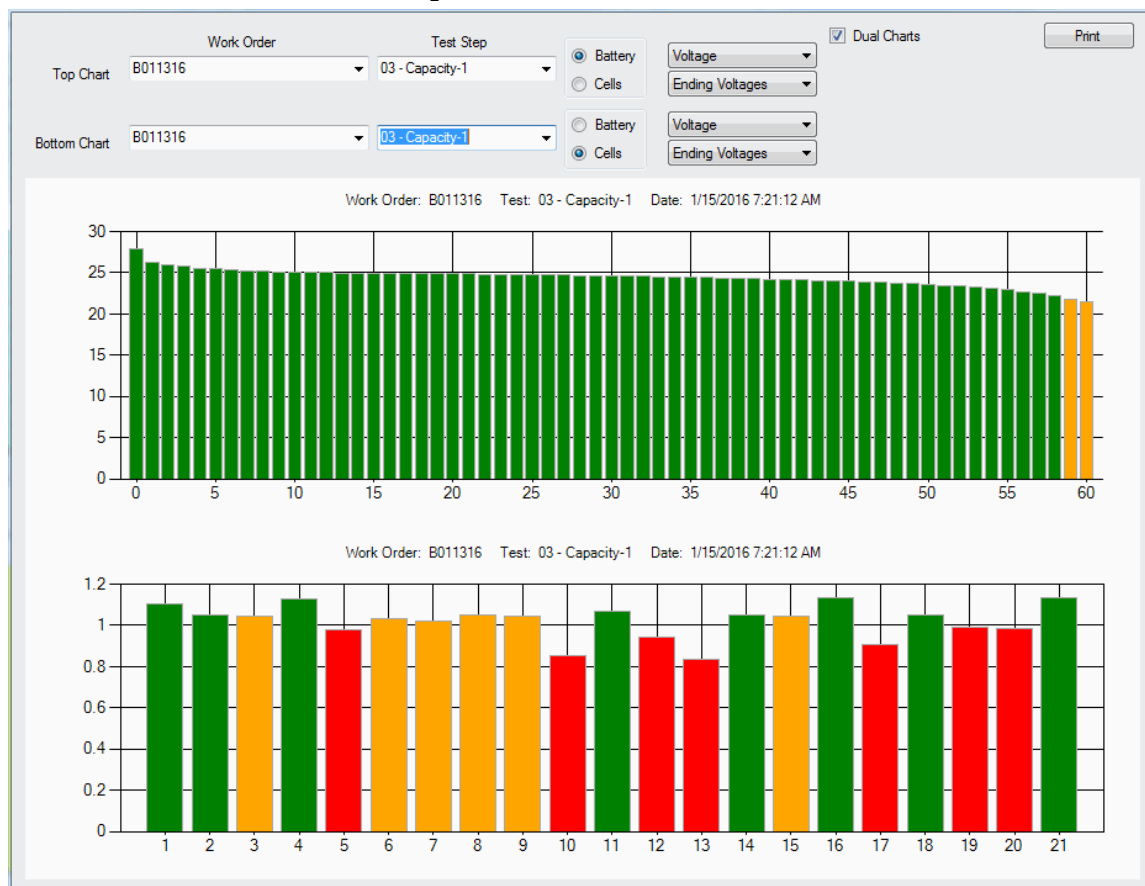 Work Order Test Step
Top Chart B011316 03 - Capacity-1 Battery Cells Voltage Ending Voltages Dual Charts Print
Bottom Chart B011316 03 - Capacity-1 Battery Cells Voltage Ending Voltages
Work Order: B011316 Test: 03 - Capacity-1 Date: 1/15/2016 7:21:12 AM
30
25
20
15
10
5
0
0 5 10 15 20 25 30 35 40 45 50 55 60
Work Order: B011316 Test: 03 - Capacity-1 Date: 1/15/2016 7:21:12 AM
1.2
1
0.8
0.6
0.4
0.2
0
1 2 3 4 5 6 7 8 9 10 11 12 13 14 15 16 17 18 19 20 21